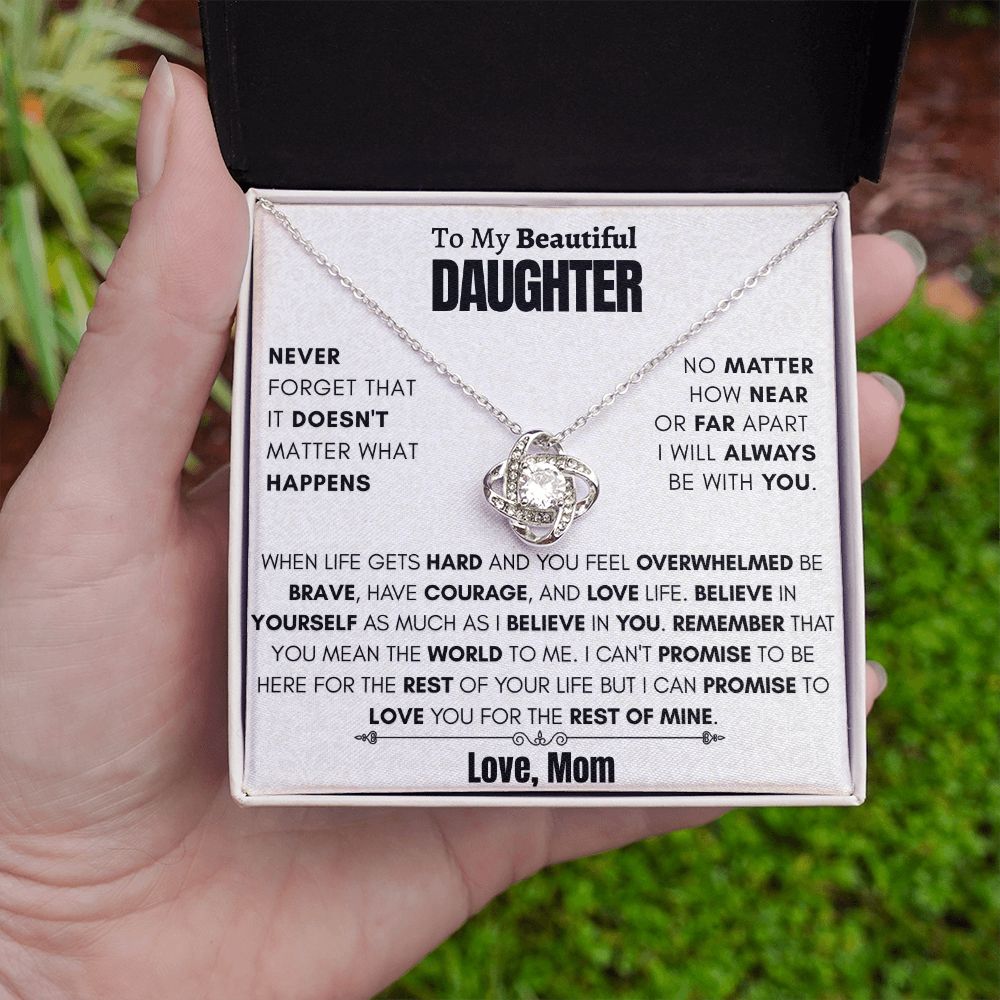 To My Beautiful
DAUGHTER
NEVER
FORGET THAT
IT DOESN'T
MATTER WHAT
HAPPENS
NO MATTER
HOW NEAR
OR FAR APART
I WILL ALWAYS
BE WITH YOU.
WHEN LIFE GETS HARD AND YOU FEEL OVERWHELMED BE
BRAVE, HAVE COURAGE, AND LOVE LIFE. BELIEVE IN
YOURSELF AS MUCH AS I BELIEVE IN YOU. REMEMBER THAT
YOU MEAN THE WORLD TO ME. I CAN'T PROMISE TO BE
HERE FOR THE REST OF YOUR LIFE BUT I CAN PROMISE TO
LOVE YOU FOR THE REST OF MINE.
Love, Mom